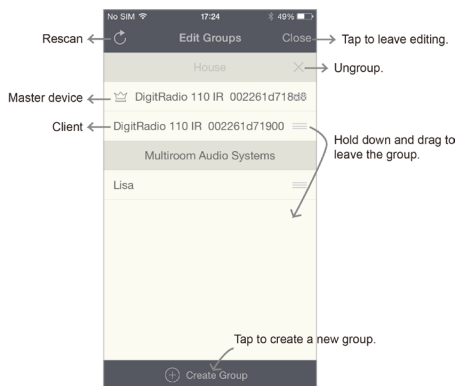 No SIM 17:24 49%
Rescan Edit Groups Close Tap to leave editing.
House Ungroup.
Master device DigitRadio 110 IR 002261d718d8
Client DigitRadio 110 IR 002261d71900
Hold down and drag to
leave the group.
Multiroom Audio Systems
Lisa
Tap to create a new group.
Create Group